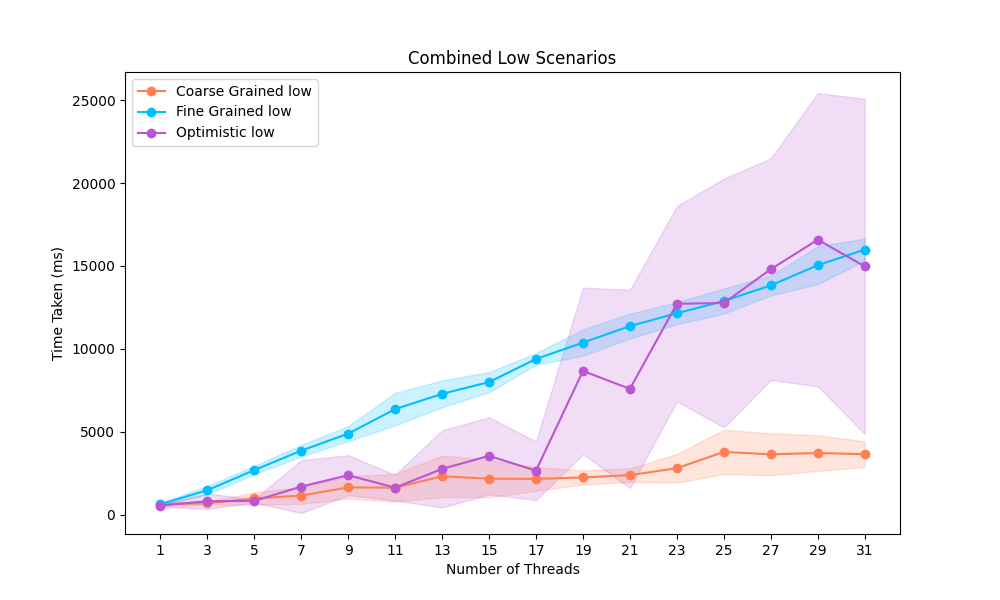 Combined Low Scenarios
Coarse Grained low
Fine Grained low
Optimistic low
25000
20000
15000
10000
5000
0
Time Taken (ms)
1 3 5 7 9 11 13 15 17 19 21 23 25 27 29 31
Number of Threads